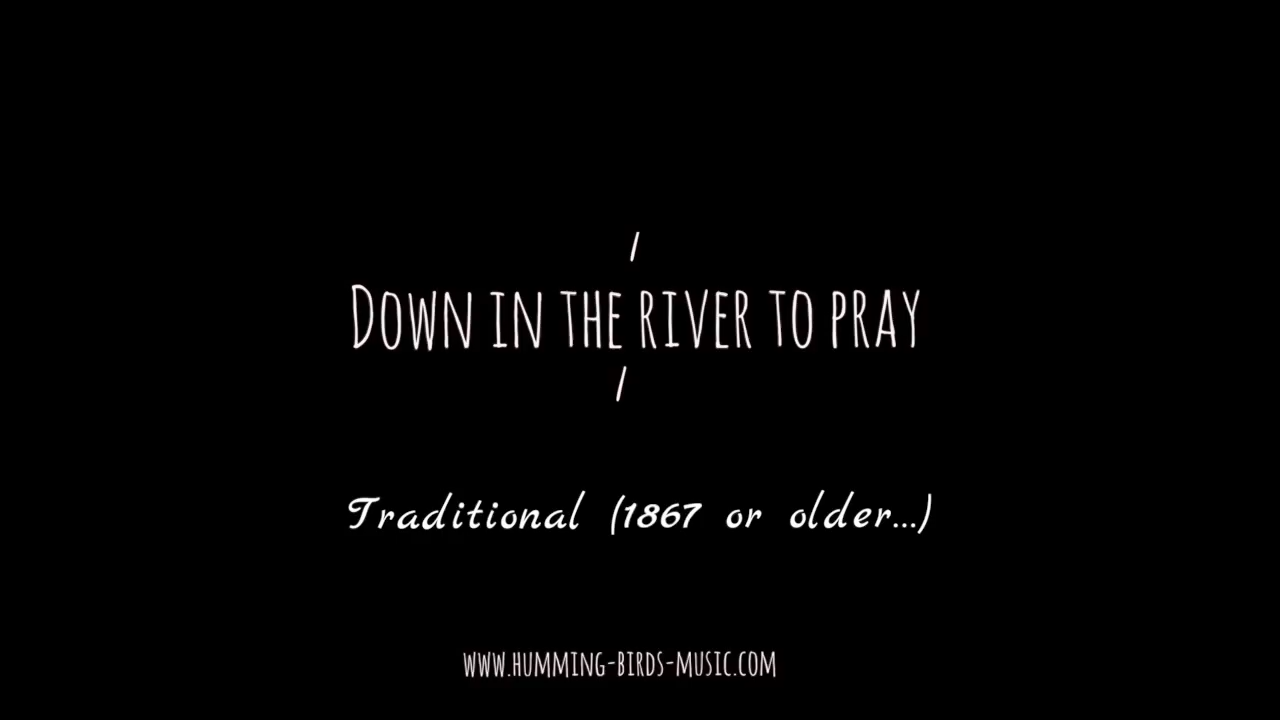 /
Down in the river to pray
/
Traditional (1867 or older...)
www.humming-birds-music.com